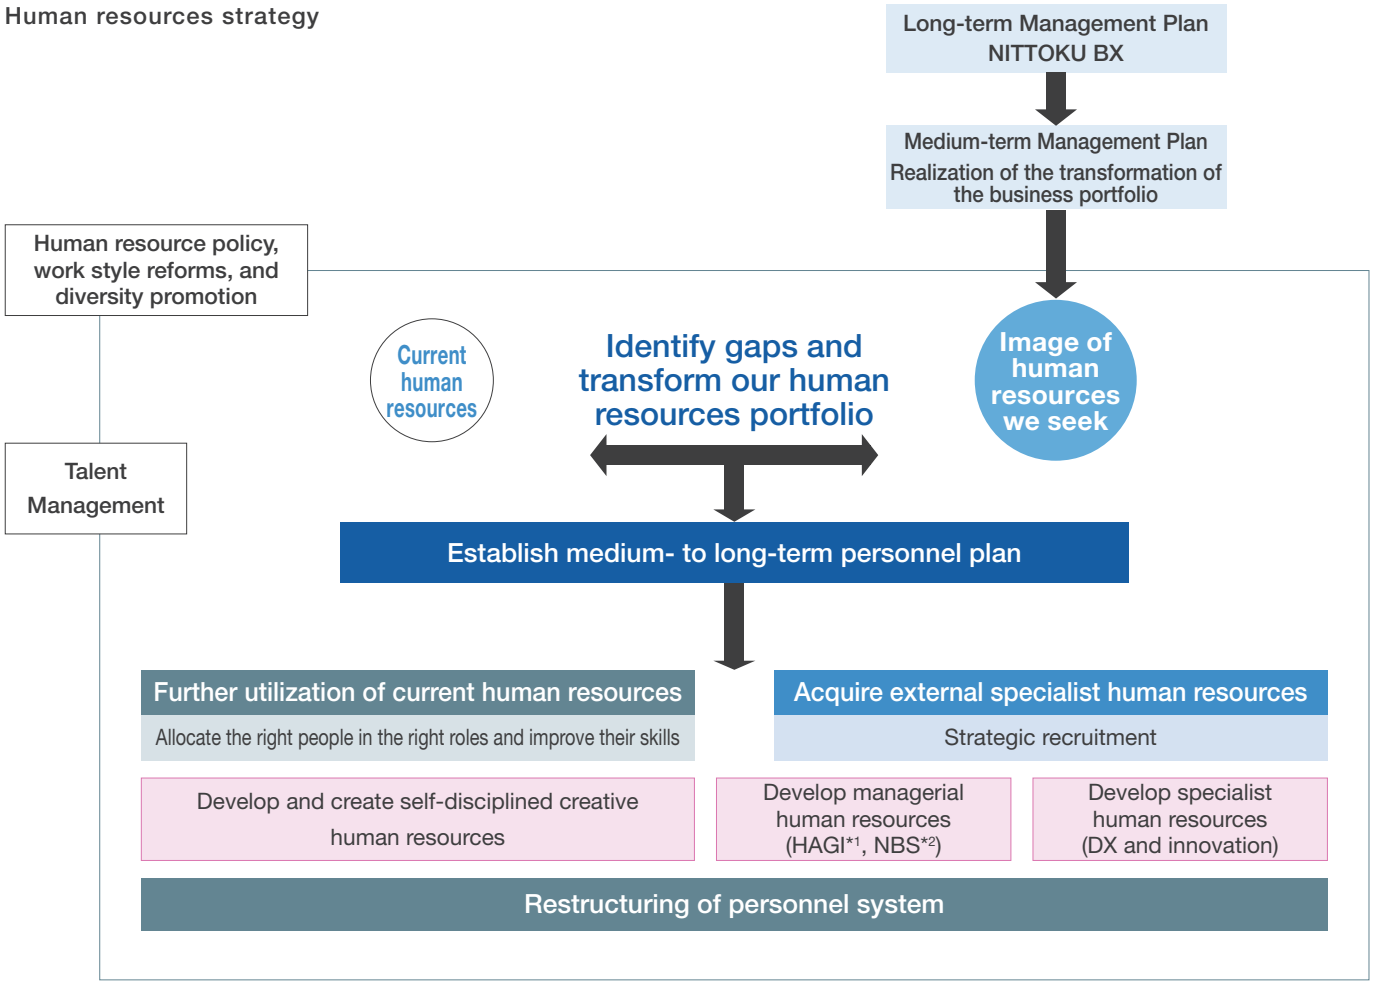 Human resources strategy
Long-term Management Plan
NITTOKU BX
Medium-term Management Plan
Realization of the transformation of
the business portfolio
Human resource policy,
work style reforms, and
diversity promotion
Current
human
resources
Identify gaps and
transform our human
resources portfolio
Image of
human
resources
we seek
Talent
Management
Establish medium- to long-term personnel plan
Further utilization of current human resources
Allocate the right people in the right roles and improve their skills
Acquire external specialist human resources
Strategic recruitment
Develop and create self-disciplined creative
human resources
Develop managerial
human resources
(HAGI*1, NBS*2)
Develop specialist
human resources
(DX and innovation)
Restructuring of personnel system